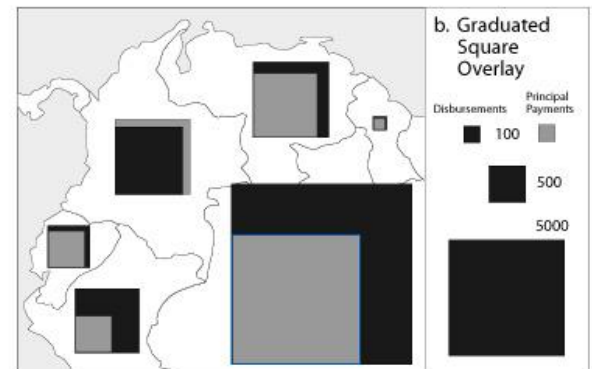 b. Graduated
Square
Overlay
Disbursements
Principal
Payments
100
500
5000